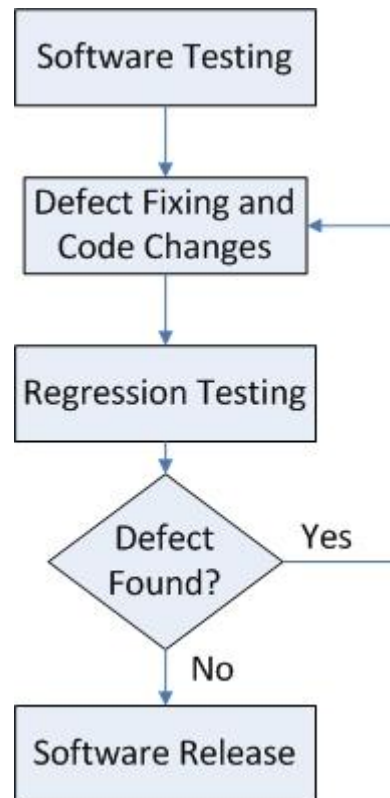 Software Testing
Defect Fixing and
Code Changes
Regression Testing
Defect
Found?
Yes
No
Software Release